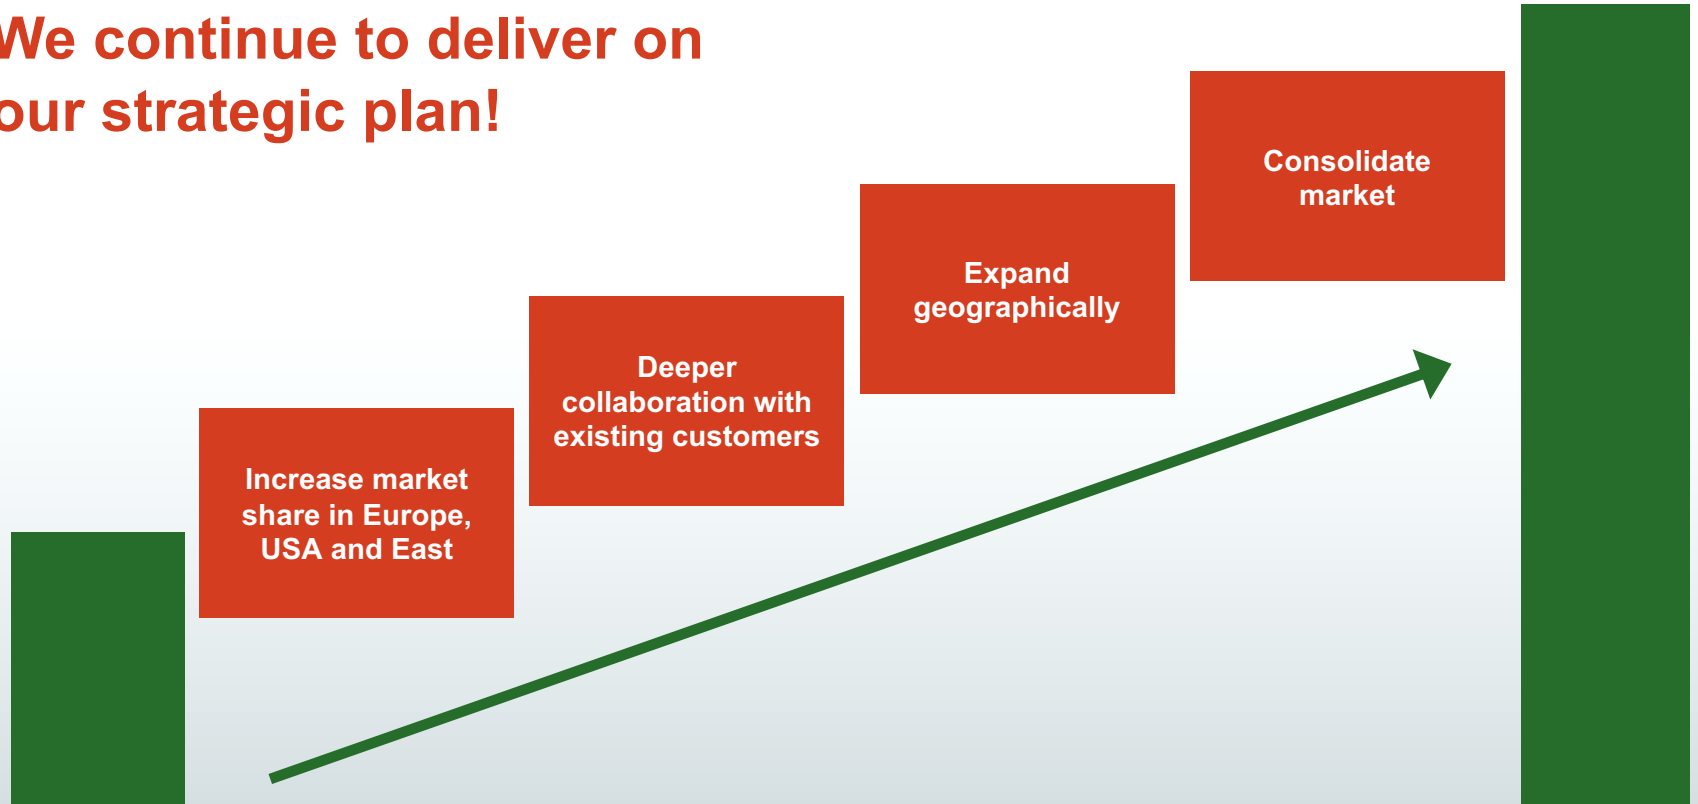 We continue to deliver on
our strategic plan!
Consolidate
market
Expand
geographically
Deeper
collaboration with
existing customers
Increase market
share in Europe,
USA and East